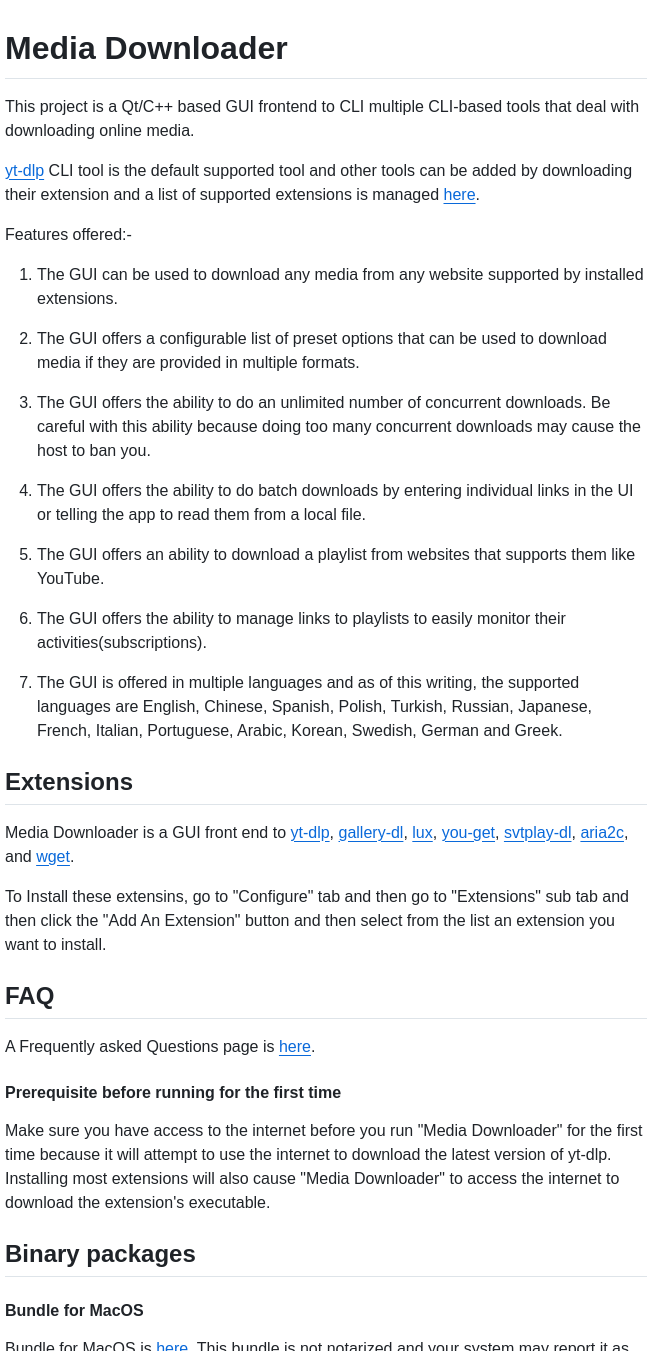 Media Downloader
This project is a Qt/C++ based GUI frontend to CLI multiple CLI-based tools that deal with
downloading online media.
yt-dlp CLI tool is the default supported tool and other tools can be added by downloading
their extension and a list of supported extensions is managed here.
Features offered:-
1. The GUI can be used to download any media from any website supported by installed
extensions.
2. The GUI offers a configurable list of preset options that can be used to download
media if they are provided in multiple formats.
3. The GUI offers the ability to do an unlimited number of concurrent downloads. Be
careful with this ability because doing too many concurrent downloads may cause the
host to ban you.
4. The GUI offers the ability to do batch downloads by entering individual links in the UI
or telling the app to read them from a local file.
5. The GUI offers an ability to download a playlist from websites that supports them like
YouTube.
6. The GUI offers the ability to manage links to playlists to easily monitor their
activities(subscriptions).
7. The GUI is offered in multiple languages and as of this writing, the suvported
languages are English, Chinese, Spanish, Polish, Turkish, Russian, Japanese,
French, Italian, Portuguese, Arabic, Korean, Swedish, German and Greek.
Extensions
Media Downloader is a GUI front end to yt-dlp, gallery-dl, lux, you-get, svtplay-dl, aria2c,
and wget.
To Install these extensins, go to "Configure" tab and then go to "Extensions" sub tab and
then click the "Add An Extension" button and then select from the list an extension you
want to install.
FAQ
A Frequently asked Questions page is here.
Prerequisite before running for the first time
Make sure you have access to the internet before you run "Media Downloader" for the first
time because it will attempt to use the internet to download the latest version of yt-dlp.
Installing most extensions will also cause "Media Downloader" to access the internet to
download the extension's executable.
Binary packages
Bundle for MacOS
Bundle for MacOS is here. This bundle is not notarized and your system may report it as